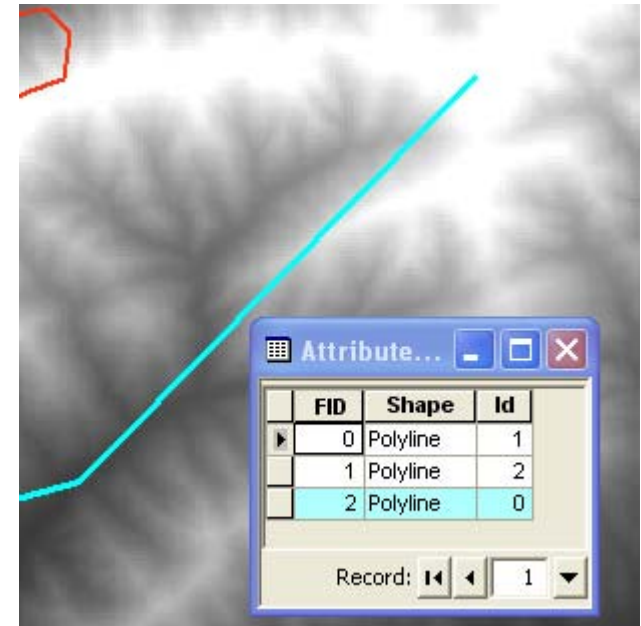 Attribute...
FID Shape Id
0 Polyline 1
1 Polyline 2
2 Polyline 0
Record: 1